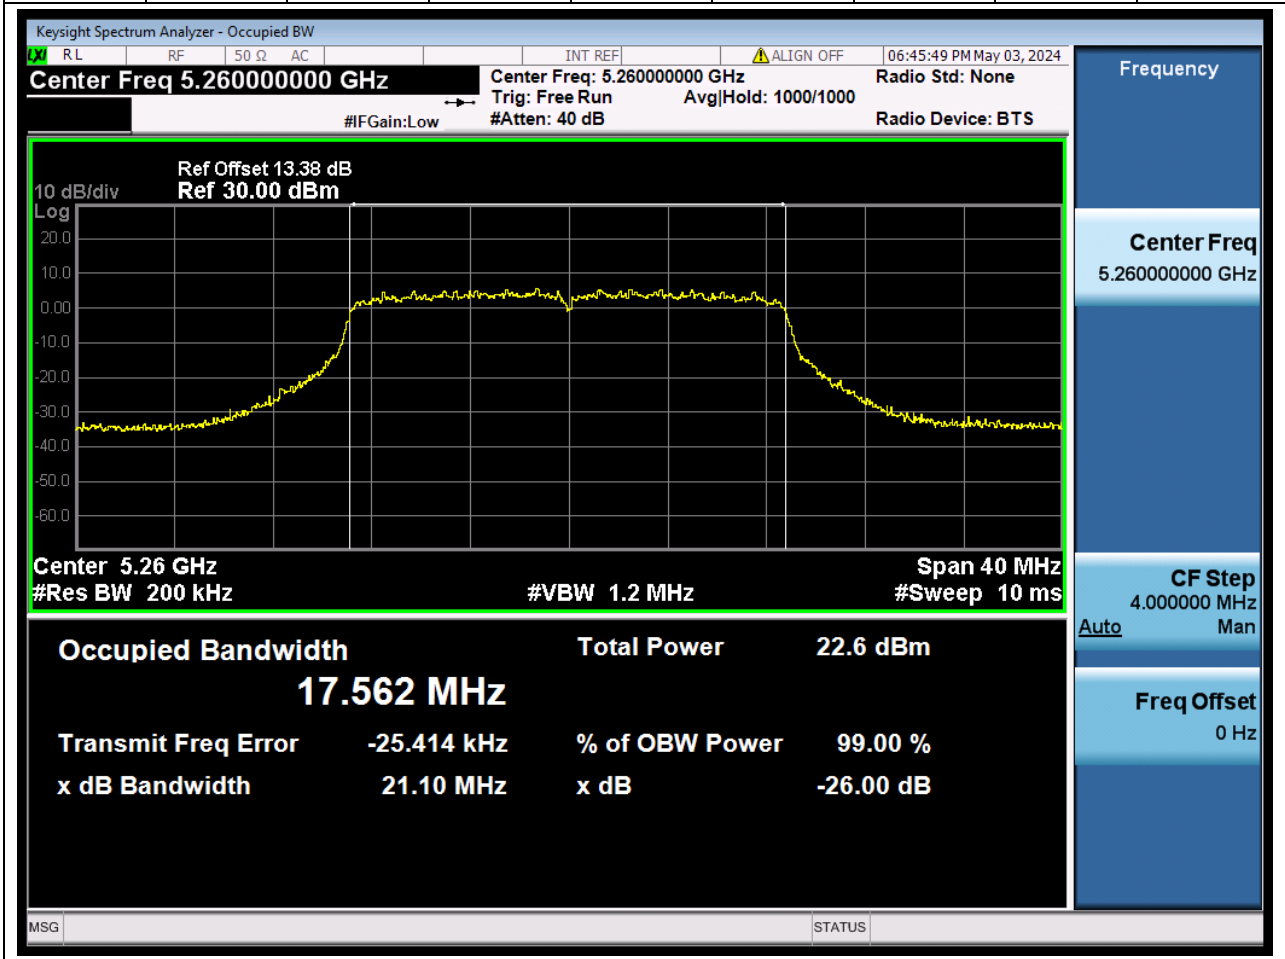 Keysight Spectrum Analyzer - Occupied BW
LXI RL RF 50 Ω AC INT REF ALIGN OFF 06:45:49 PM May 03, 2024
Center Freq 5.260000000 GHz
Center Freq: 5.260000000 GHz
Radio Std: None
Trig: Free Run Avg|Hold: 1000/1000
#IFGain:Low
#Atten: 40 dB
Radio Device: BTS
Ref Offset 13.38 dB
10 dB/div Ref 30.00 dBm
Log
20.0
10.0
0.00
-10.0
-20.0
-30.0
-40.0
-50.0
-60.0
Center 5.26 GHz Span 40 MHz
#Res BW 200 kHz #VBW 1.2 MHz #Sweep 10 ms
Occupied Bandwidth Total Power 22.6 dBm
17.562 MHz
Transmit Freq Error -25.414 kHz % of OBW Power 99.00 %
x dB Bandwidth 21.10 MHz x dB -26.00 dB
MSG STATUS
Frequency
Center Freq
5.260000000 GHz
CF Step
4.000000 MHz
Auto Man
Freq Offset
0 Hz